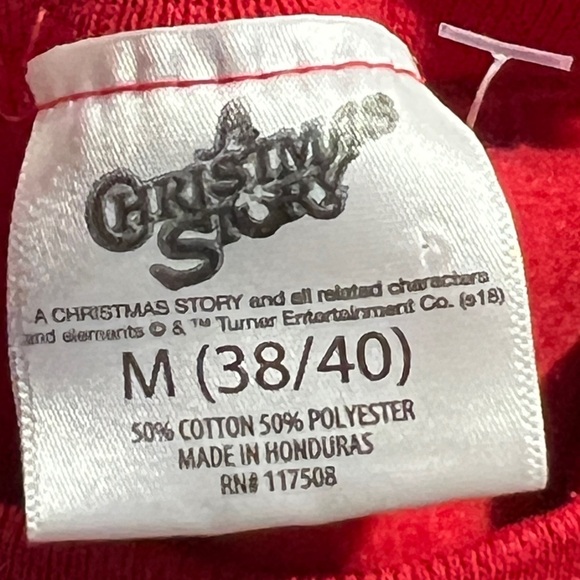 A
CHRISTMAS
STORY
A CHRISTMAS STORY and all related characters
and elements © & ™ Turner Entertainment Co. (s18)
M (38/40)
50% COTTON 50% POLYESTER
MADE IN HONDURAS
RN# 117508